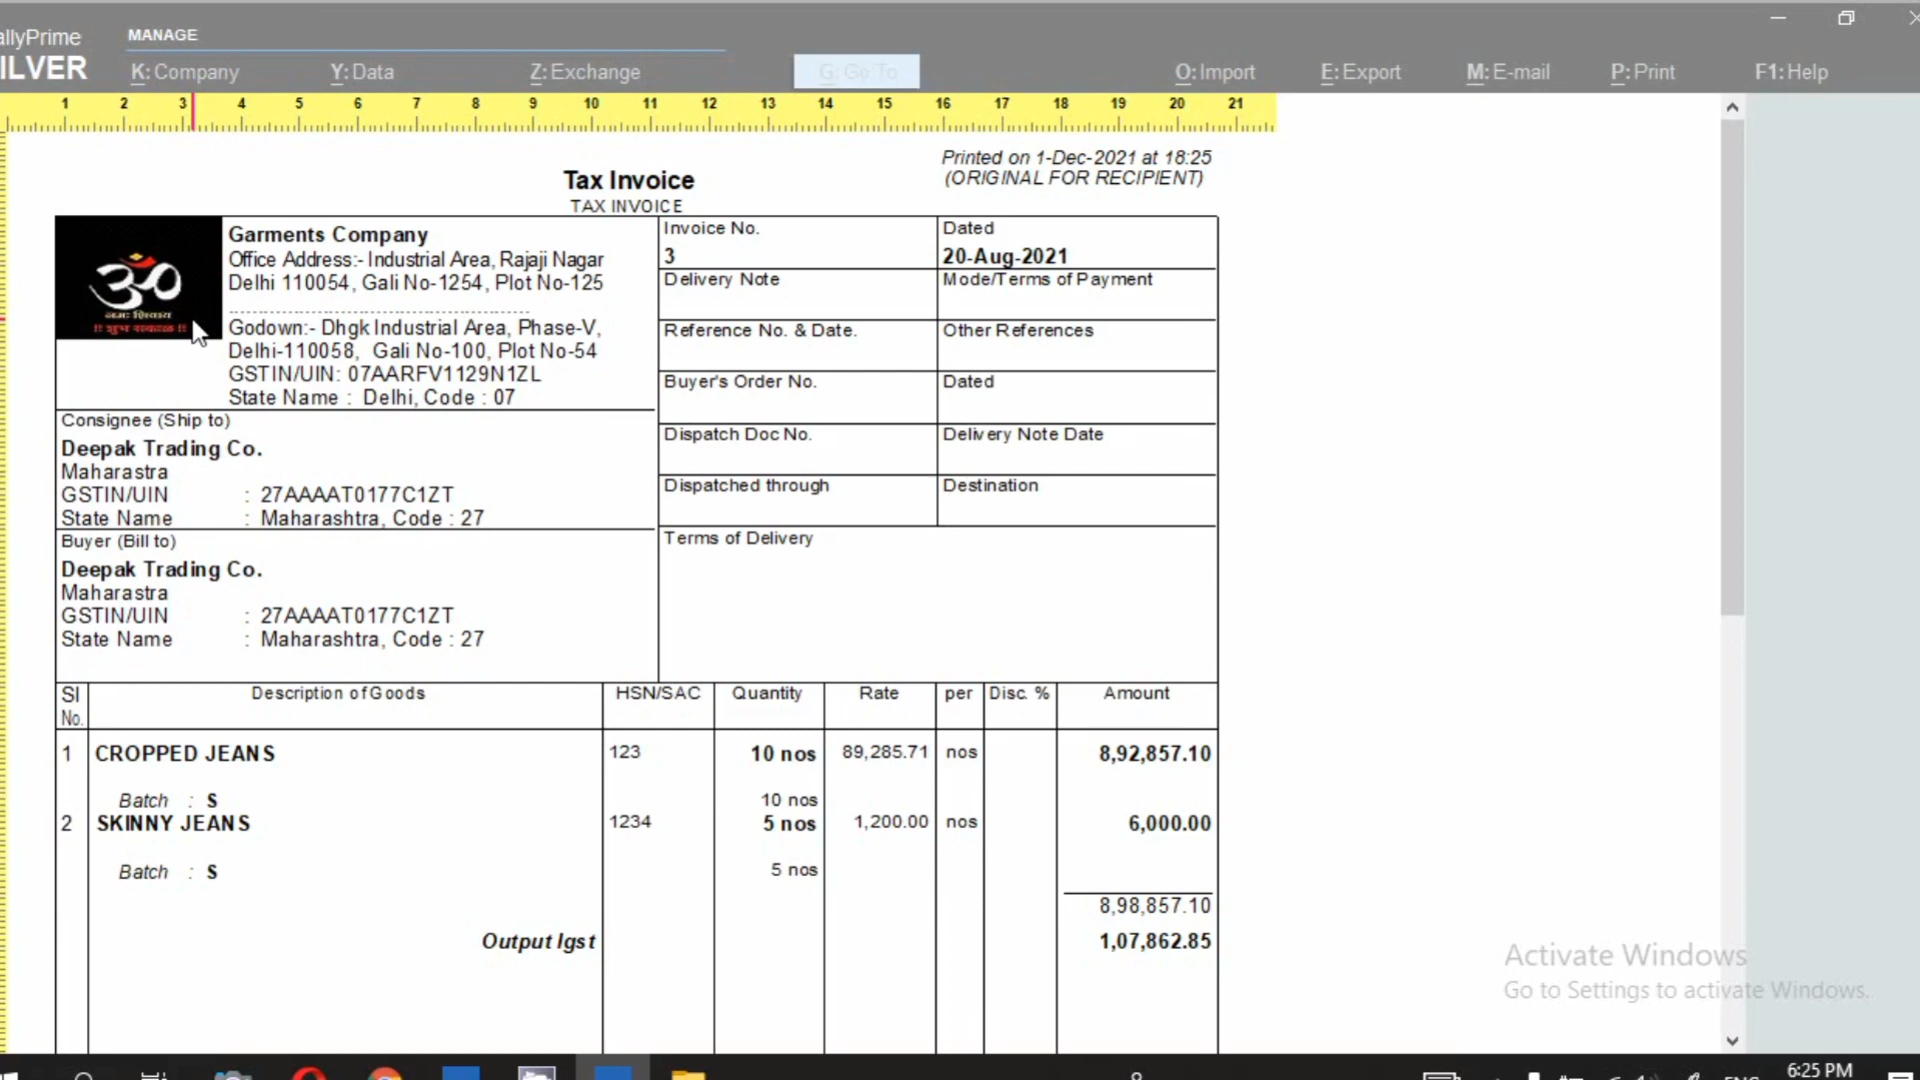 allyPrime
MANAGE
ILVER
K: Company
Y: Data
Z: Exchange
G: Go To
O: Import
E: Export
M: E-mail
P: Print
F1: Help
1 2 3 4 5 6 7 8 9 10 11 12 13 14 15 16 17 18 19 20 21
Printed on 1-Dec-2021 at 18:25
(ORIGINAL FOR RECIPIENT)
Tax Invoice
TAX INVOICE
ॐ
नमः शिवाय
Garments Company
Office Address:- Industrial Area, Rajaji Nagar
Delhi 110054, Gali No-1254, Plot No-125
Godown:- Dhgk Industrial Area, Phase-V,
Delhi-110058, Gali No-100, Plot No-54
GSTIN/UIN: 07AARFV1129N1ZL
State Name : Delhi, Code : 07
Invoice No.
3
Dated
20-Aug-2021
Delivery Note
Mode/Terms of Payment
Reference No. & Date.
Other References
Buyer's Order No.
Dated
Dispatch Doc No.
Delivery Note Date
Dispatched through
Destination
Terms of Delivery
Consignee (Ship to)
Deepak Trading Co.
Maharastra
GSTIN/UIN : 27AAAAT0177C1ZT
State Name : Maharashtra, Code : 27
Buyer (Bill to)
Deepak Trading Co.
Maharastra
GSTIN/UIN : 27AAAAT0177C1ZT
State Name : Maharashtra, Code : 27
Sl No. Description of Goods HSN/SAC Quantity Rate per Disc. % Amount
1 CROPPED JEANS 123 10 nos 89,285.71 nos 8,92,857.10
Batch : S 10 nos
2 SKINNY JEANS 1234 5 nos 1,200.00 nos 6,000.00
Batch : S 5 nos
8,98,857.10
Output Igst 1,07,862.85
Activate Windows
Go to Settings to activate Windows.
6:25 PM
ENG